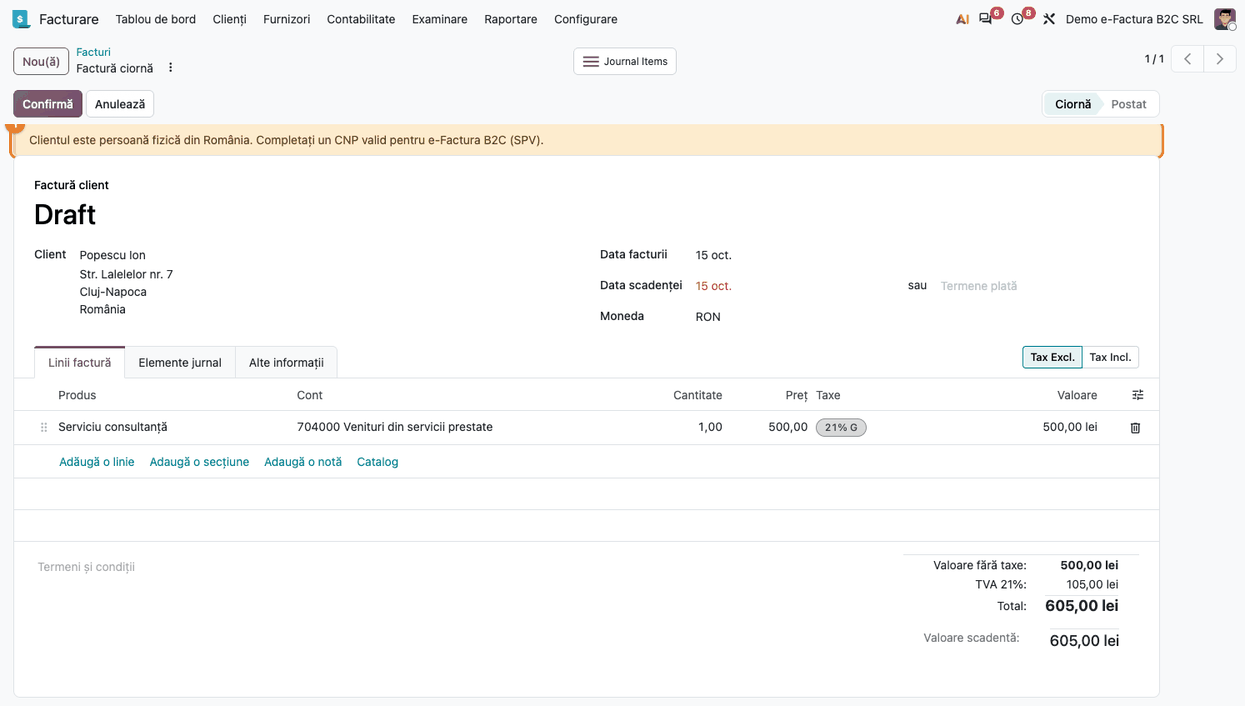 Facturare Tablou de bord Clienți Furnizori Contabilitate Examinare Raportare Configurare AI 6 8 Demo e-Factura B2C SRL
Nou(ă) Facturi
Factură ciornă
Journal Items
1 / 1
Confirmă Anulează Ciornă Postat
Clientul este persoană fizică din România. Completați un CNP valid pentru e-Factura B2C (SPV).
Factură client
Draft
Client Popescu Ion
Str. Lalelelor nr. 7
Cluj-Napoca
România
Data facturii 15 oct.
Data scadenței 15 oct. sau Termene plată
Moneda RON
Linii factură Elemente jurnal Alte informații Tax Excl. Tax Incl.
Produs Cont Cantitate Preț Taxe Valoare
Serviciu consultanță 704000 Venituri din servicii prestate 1,00 500,00 21% G 500,00 lei
Adăugă o linie Adaugă o secțiune Adaugă o notă Catalog
Termeni și condiții
Valoare fără taxe: 500,00 lei
TVA 21%: 105,00 lei
Total: 605,00 lei
Valoare scadentă: 605,00 lei